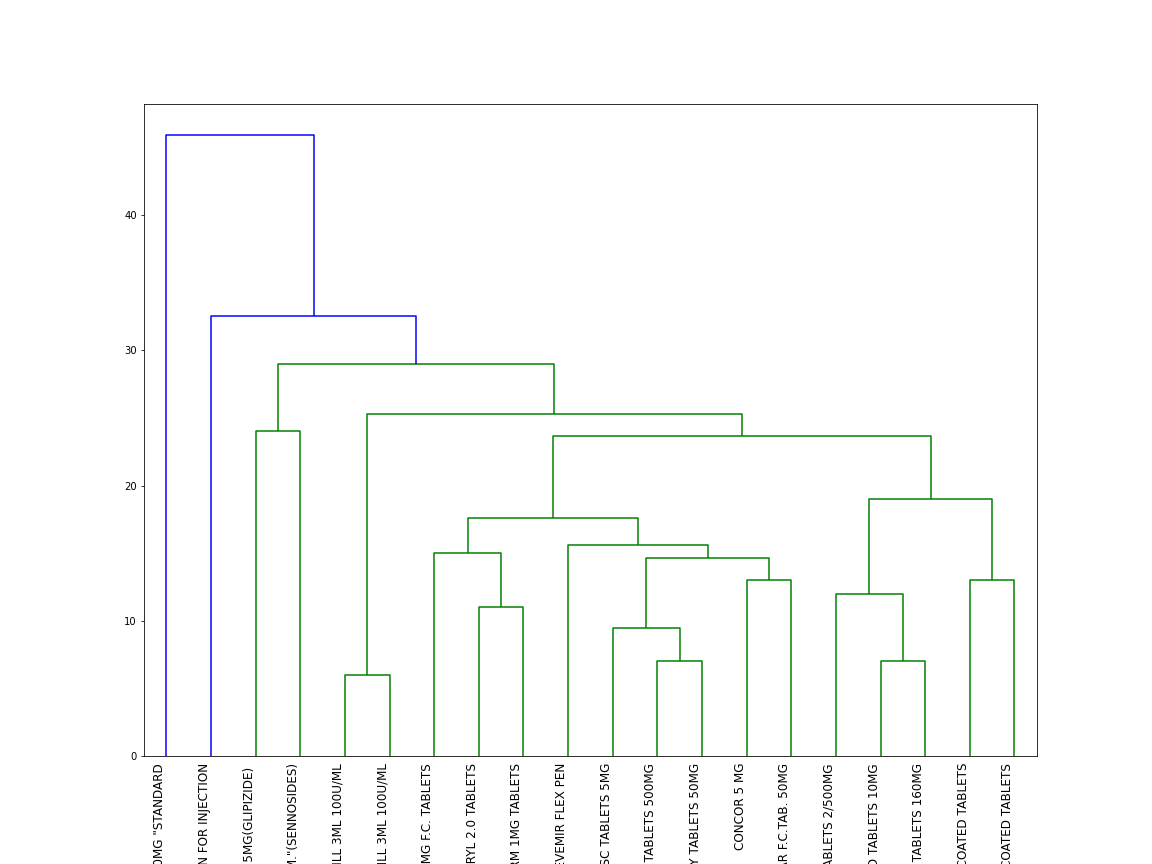 40
30
20
10
0
0MG "STANDARD
N FOR INJECTION
5MG(GLIPIZIDE)
."(SENNOSIDES)
ILL 3ML 100U/ML
ILL 3ML 100U/ML
MG F.C. TABLETS
RYL 2.0 TABLETS
RM 1MG TABLETS
EVEMIR FLEX PEN
SC TABLETS 5MG
TABLETS 500MG
Y TABLETS 50MG
CONCOR 5 MG
R F.C.TAB. 50MG
ABLETS 2/500MG
TABLETS 10MG
TABLETS 160MG
COATED TABLETS
COATED TABLETS